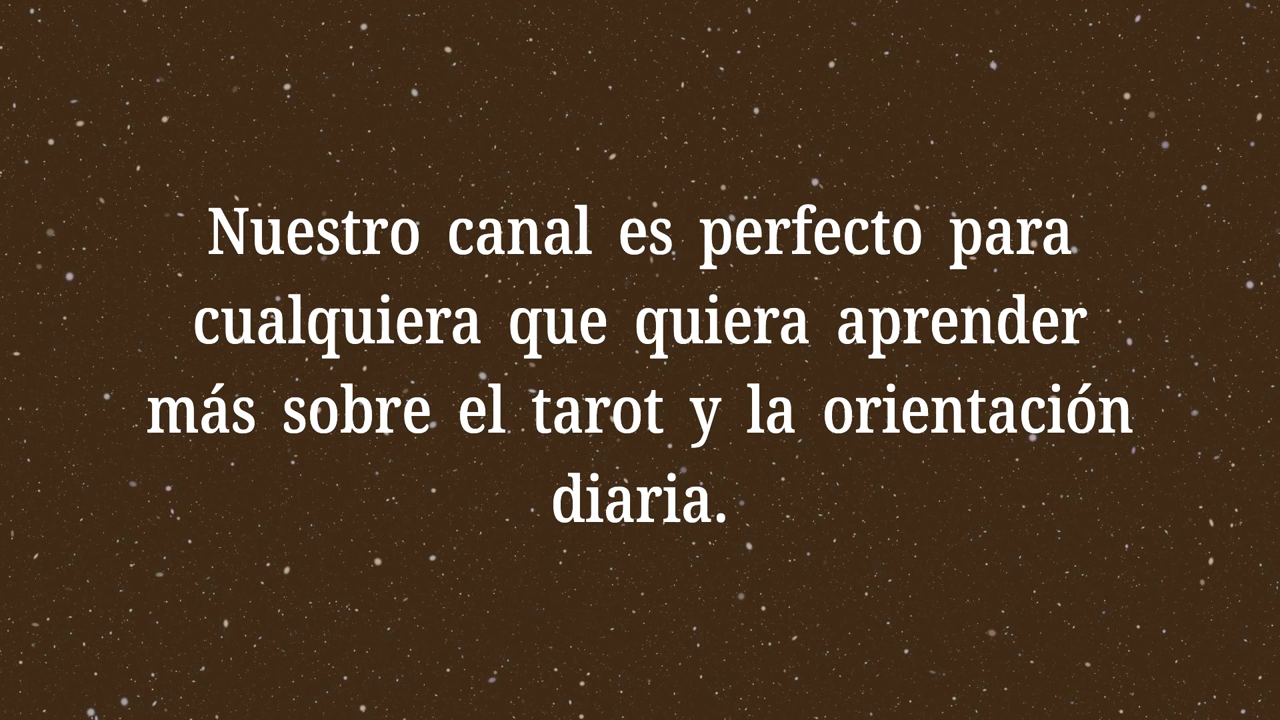 Nuestro canal es perfecto para
cualquiera que quiera aprender
más sobre el tarot y la orientación
diaria.